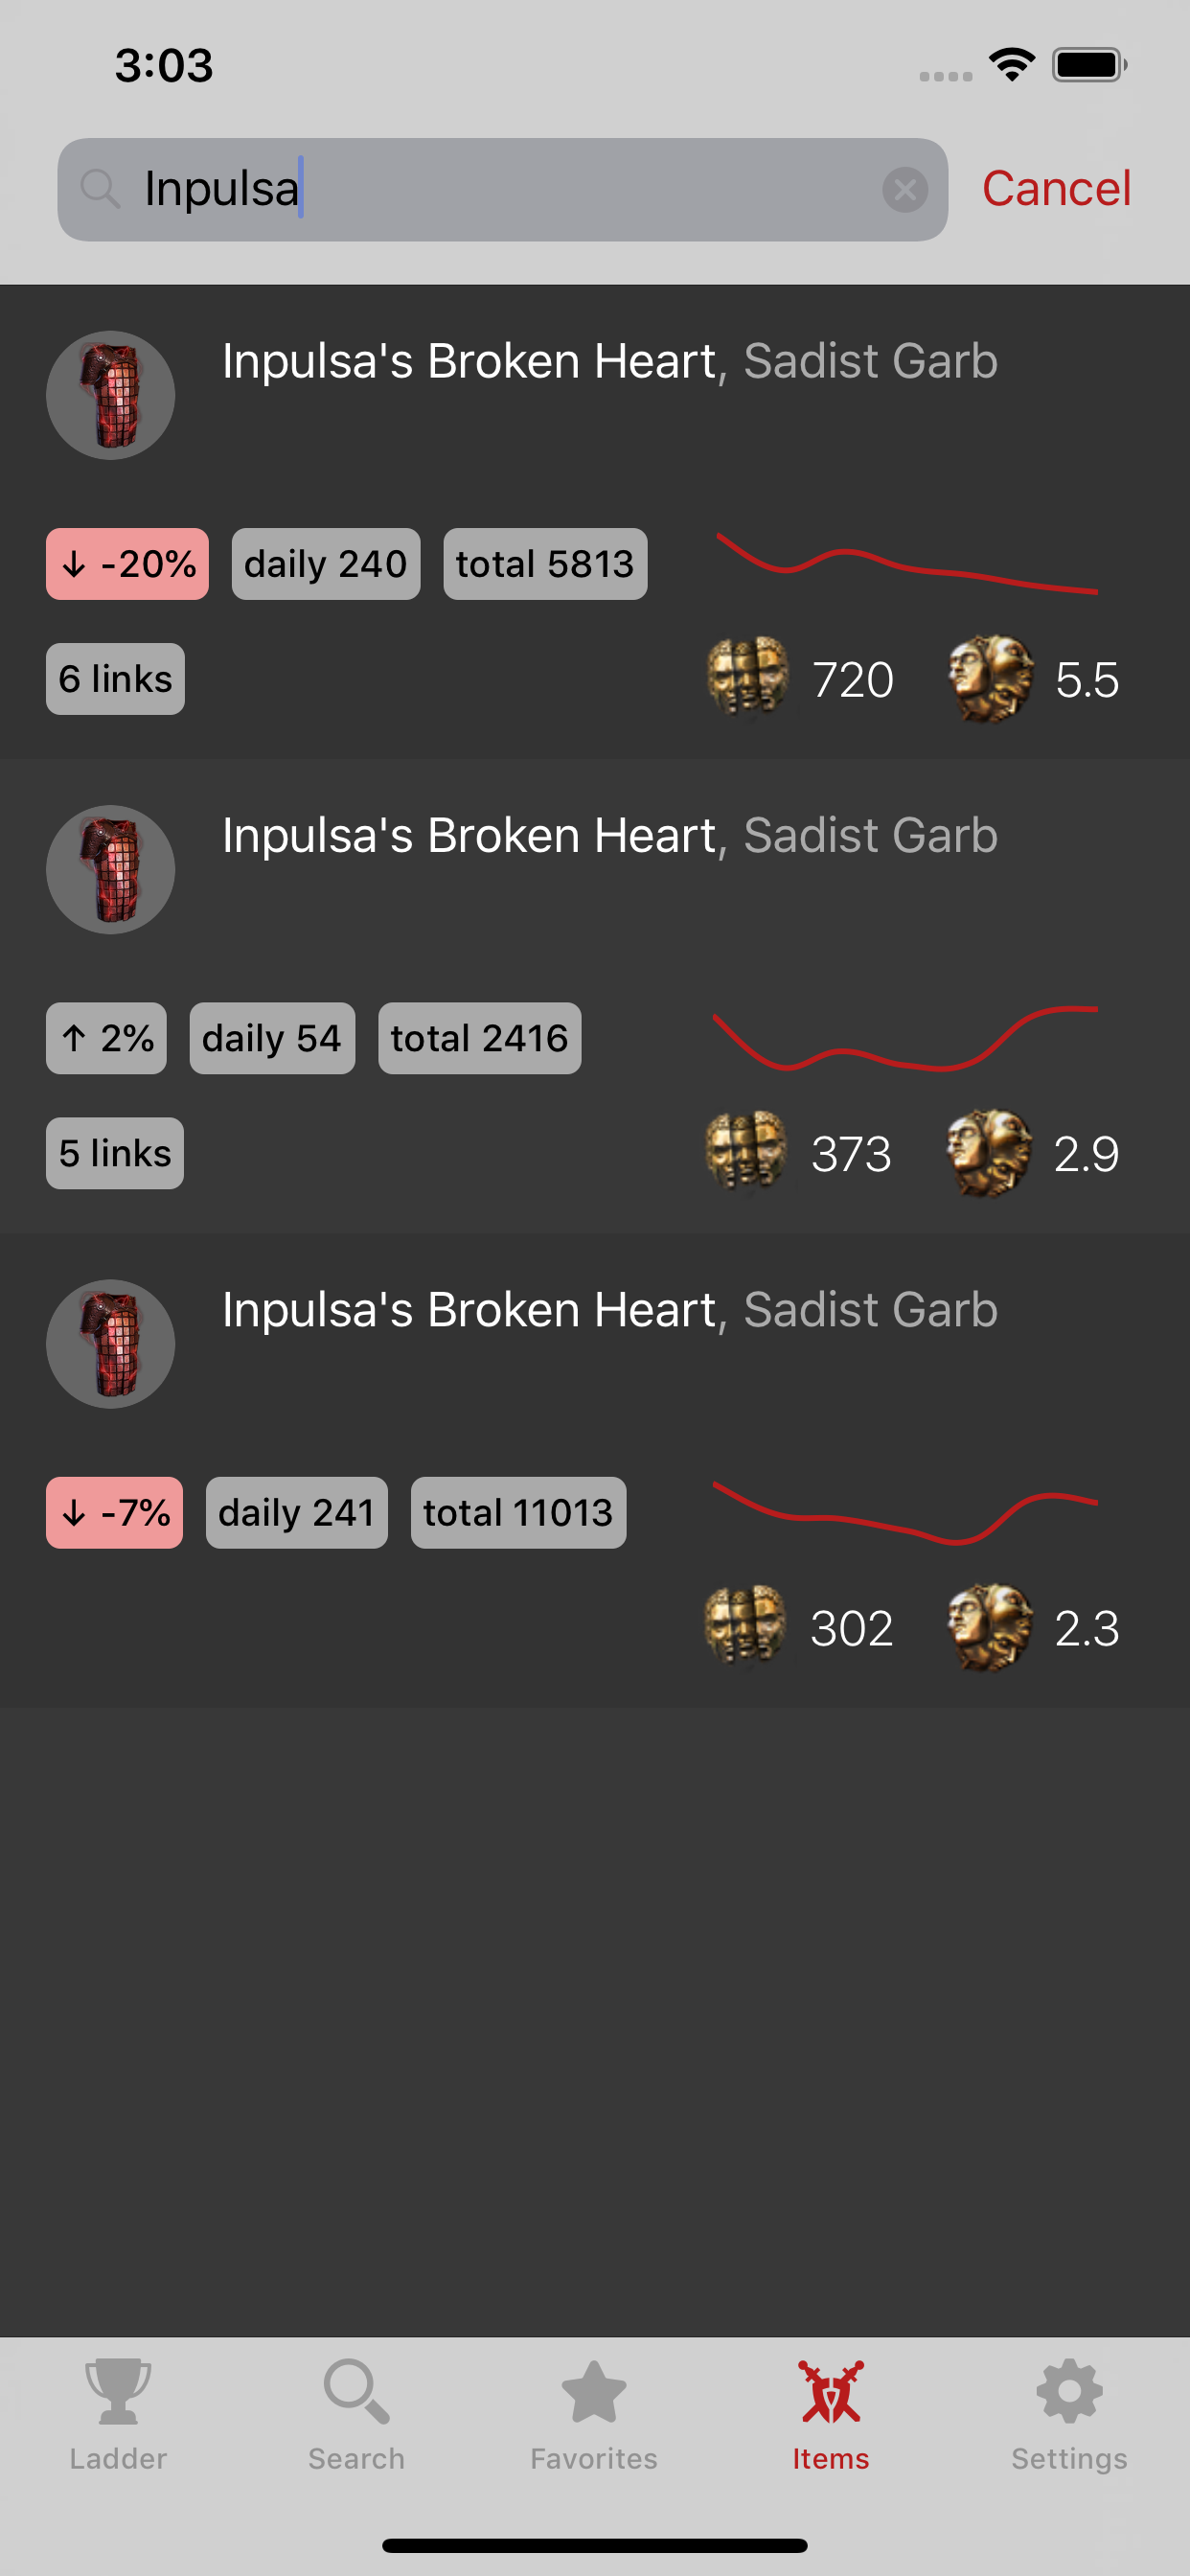 3:03
Inpulsa
Cancel
Inpulsa's Broken Heart, Sadist Garb
↓ -20% daily 240 total 5813
6 links 720 5.5
Inpulsa's Broken Heart, Sadist Garb
↑ 2% daily 54 total 2416
5 links 373 2.9
Inpulsa's Broken Heart, Sadist Garb
↓ -7% daily 241 total 11013
302 2.3
Ladder Search Favorites Items Settings